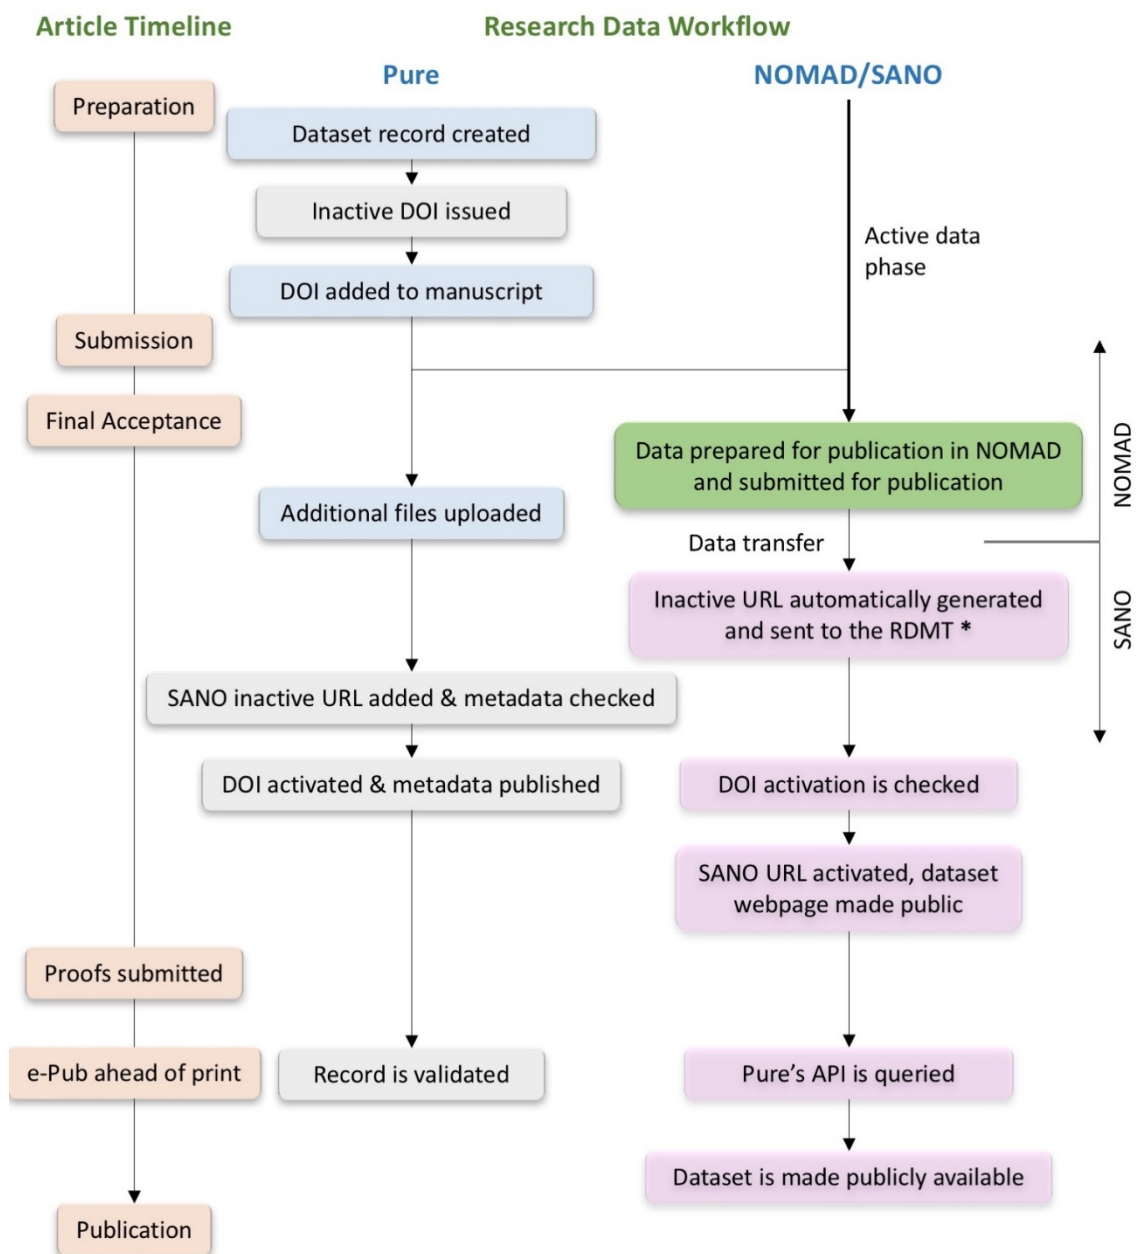 Article Timeline
Research Data Workflow
Pure
NOMAD/SANO
Preparation
Dataset record created
Inactive DOI issued
Active data
phase
DOI added to manuscript
Submission
Final Acceptance
Data prepared for publication in NOMAD
and submitted for publication
NOMAD
Additional files uploaded
Data transfer
Inactive URL automatically generated
and sent to the RDMT *
SANO
SANO inactive URL added & metadata checked
DOI activated & metadata published
DOI activation is checked
SANO URL activated, dataset
webpage made public
Proofs submitted
e-Pub ahead of print
Record is validated
Pure’s API is queried
Dataset is made publicly available
Publication